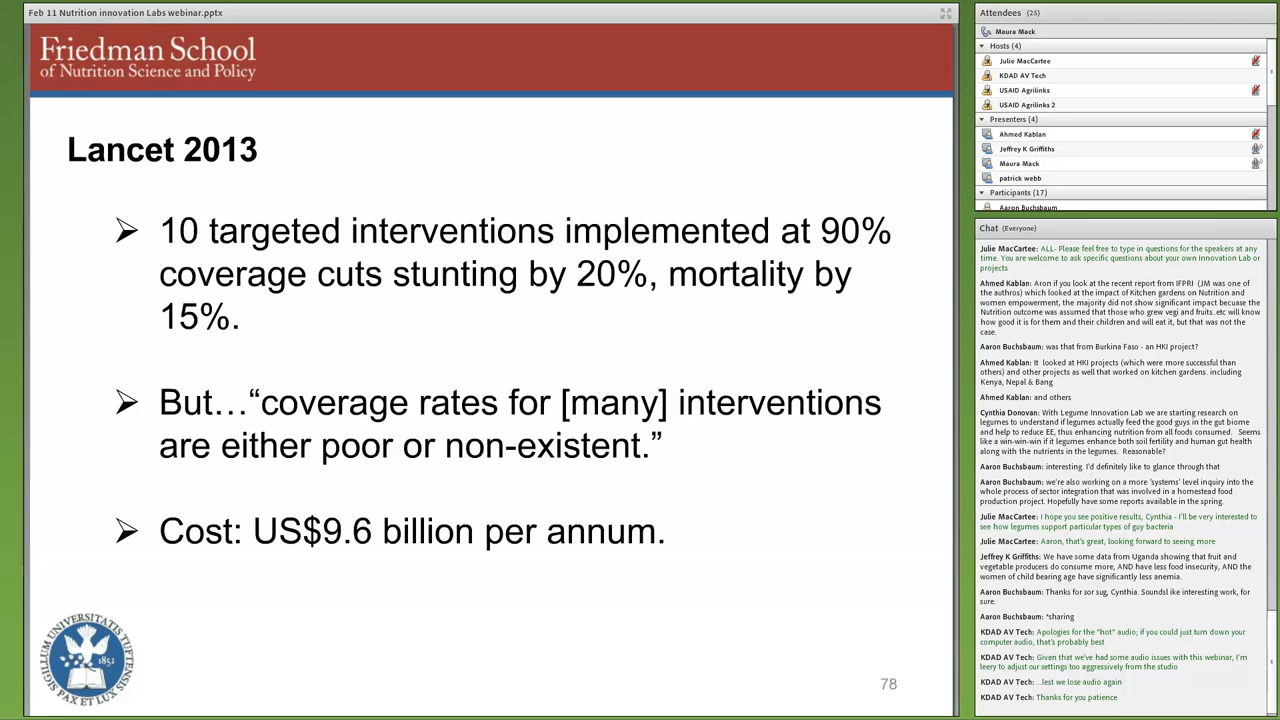 Feb 11 Nutrition innovation Labs webinar.pptx
Friedman School
of Nutrition Science and Policy
Lancet 2013
➢ 10 targeted interventions implemented at 90%
coverage cuts stunting by 20%, mortality by
15%.
➢ But…“coverage rates for [many] interventions
are either poor or non-existent.”
➢ Cost: US$9.6 billion per annum.
1852
78
Attendees (25)
Maura Mack
Hosts (4)
Julie MacCartee
KDAD AV Tech
USAID Agrilinks
USAID Agrilinks 2
Presenters (4)
Ahmed Kablan
Jeffrey K Griffiths
Maura Mack
patrick webb
Participants (17)
Aaron Buchsbaum
Chat (Everyone)
Julie MacCartee: ALL- Please feel free to type in questions for the speakers at any
time. You are welcome to ask specific questions about your own Innovation Lab or
projects
Ahmed Kablan: Aron if you look at the recent report from IFPRI (JM was one of
the authros) which looked at the impact of Kitchen gardens on Nutrition and
women empowerment, the majority did not show significant impact becuase the
Nutrition outcome was assumed that those who grew vegi and fruits..etc will know
how good it is for them and their children and will eat it, but that was not the
case.
Aaron Buchsbaum: was that from Burkina Faso - an HKI project?
Ahmed Kablan: It looked at HKI projects (which were more successful than
others) and other projects as well that worked on kitchen gardens. including
Kenya, Nepal & Bang
Ahmed Kablan: and others
Cynthia Donovan: With Legume Innovation Lab we are starting research on
legumes to understand if legumes actually feed the good guys in the gut biome
and help to reduce EE, thus enhancing nutrition from all foods consumed. Seems
like a win-win-win if it legumes enhance both soil fertility and human gut health
along with the nutrients in the legumes. Reasonable?
Aaron Buchsbaum: interesting. I'd definitely like to glance through that
Aaron Buchsbaum: we're also working on a more 'systems' level inquiry into the
whole process of sector integration that was involved in a homestead food
production project. Hopefully have some reports available in the spring.
Julie MacCartee: I hope you see positive results, Cynthia - I'll be very interested to
see how legumes support particular types of guy bacteria
Julie MacCartee: Aaron, that's great, looking forward to seeing more
Jeffrey K Griffiths: We have some data from Uganda showing that fruit and
vegetable producers do consume more, AND have less food insecurity, AND the
women of child bearing age have significantly less anemia.
Aaron Buchsbaum: Thanks for sor sug, Cynthia. Soundsl ike interesting work, for
sure.
Aaron Buchsbaum: *sharing
KDAD AV Tech: Apologies for the "hot" audio; if you could just turn down your
computer audio, that's probably best
KDAD AV Tech: Given that we've had some audio issues with this webinar, I'm
leery to adjust our settings too aggressively from the studio
KDAD AV Tech: ...lest we lose audio again
KDAD AV Tech: Thanks for you patience